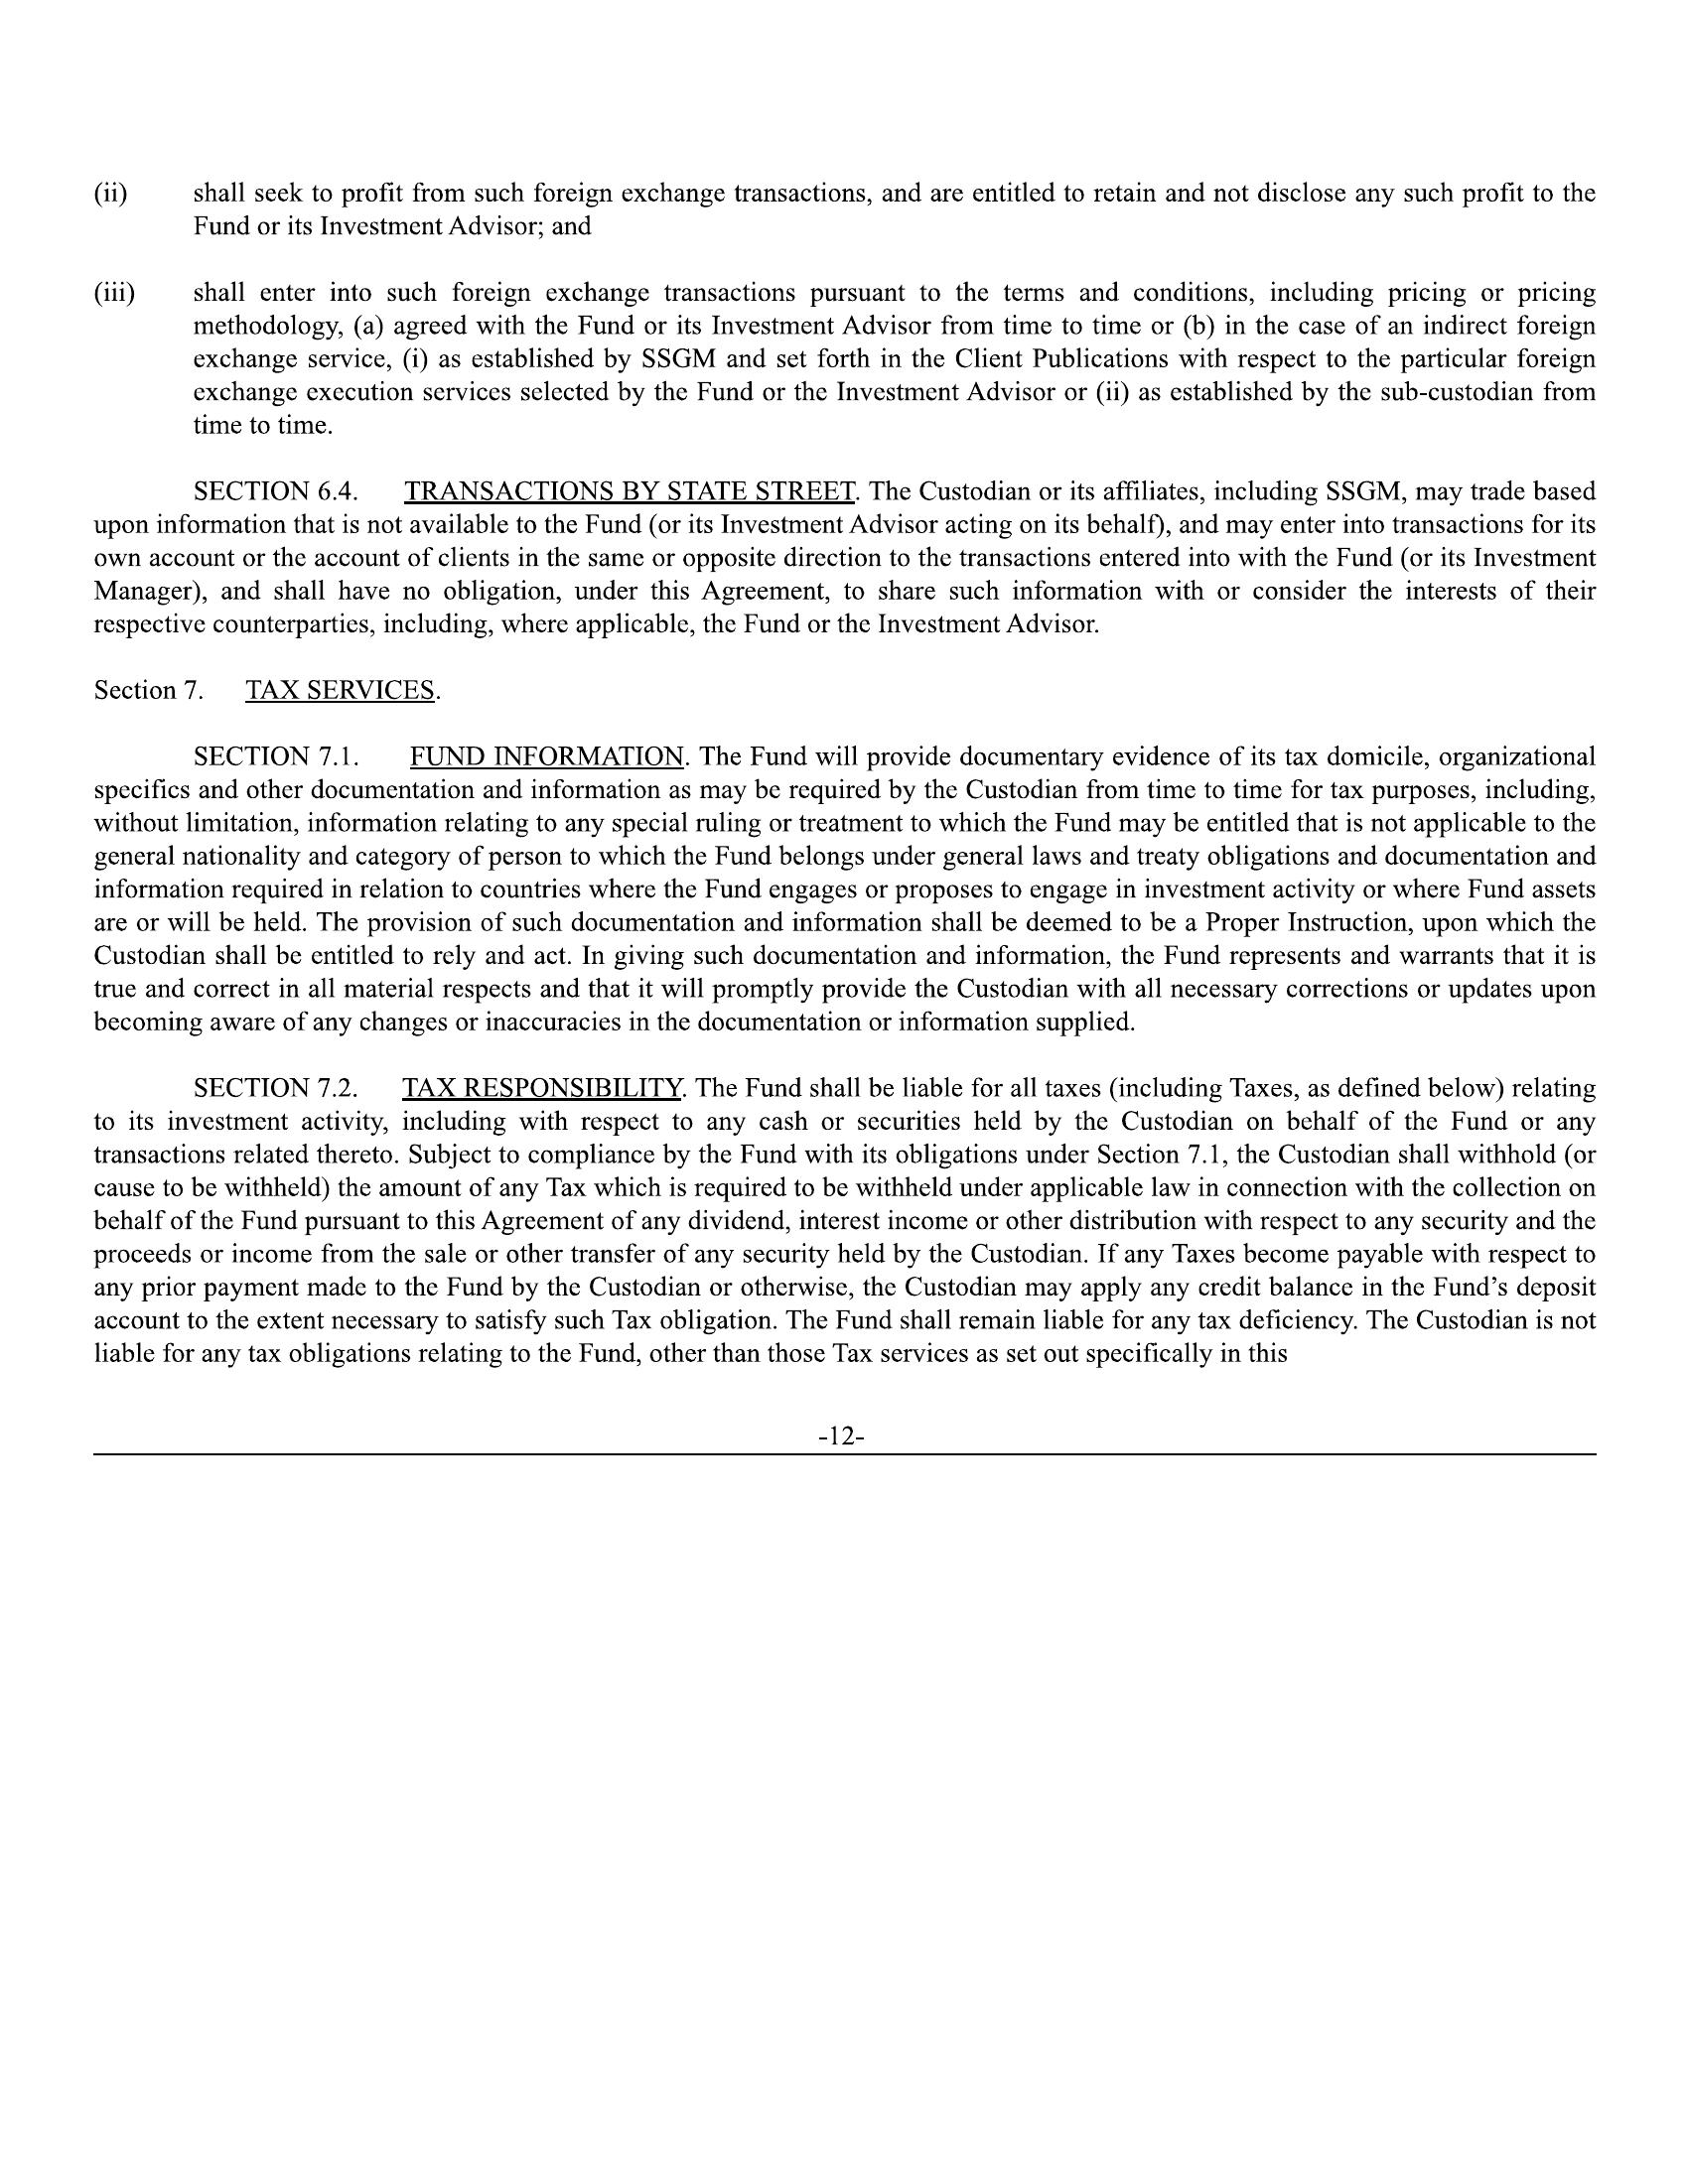 (ii) shall seek to profit from such foreign exchange transactions, and are entitled to retain and not disclose any such profit to the
Fund or its Investment Advisor; and
(iii) shall enter into such foreign exchange transactions pursuant to the terms and conditions, including pricing or pricing
methodology, (a) agreed with the Fund or its Investment Advisor from time to time or (b) in the case of an indirect foreign
exchange service, (i) as established by SSGM and set forth in the Client Publications with respect to the particular foreign
exchange execution services selected by the Fund or the Investment Advisor or (ii) as established by the sub-custodian from
time to time.
SECTION 6.4. TRANSACTIONS BY STATE STREET. The Custodian or its affiliates, including SSGM, may trade based
upon information that is not available to the Fund (or its Investment Advisor acting on its behalf), and may enter into transactions for its
own account or the account of clients in the same or opposite direction to the transactions entered into with the Fund (or its Investment
Manager), and shall have no obligation, under this Agreement, to share such information with or consider the interests of their
respective counterparties, including, where applicable, the Fund or the Investment Advisor.
Section 7. TAX SERVICES.
SECTION 7.1. FUND INFORMATION. The Fund will provide documentary evidence of its tax domicile, organizational
specifics and other documentation and information as may be required by the Custodian from time to time for tax purposes, including,
without limitation, information relating to any special ruling or treatment to which the Fund may be entitled that is not applicable to the
general nationality and category of person to which the Fund belongs under general laws and treaty obligations and documentation and
information required in relation to countries where the Fund engages or proposes to engage in investment activity or where Fund assets
are or will be held. The provision of such documentation and information shall be deemed to be a Proper Instruction, upon which the
Custodian shall be entitled to rely and act. In giving such documentation and information, the Fund represents and warrants that it is
true and correct in all material respects and that it will promptly provide the Custodian with all necessary corrections or updates upon
becoming aware of any changes or inaccuracies in the documentation or information supplied.
SECTION 7.2. TAX RESPONSIBILITY. The Fund shall be liable for all taxes (including Taxes, as defined below) relating
to its investment activity, including with respect to any cash or securities held by the Custodian on behalf of the Fund or any
transactions related thereto. Subject to compliance by the Fund with its obligations under Section 7.1, the Custodian shall withhold (or
cause to be withheld) the amount of any Tax which is required to be withheld under applicable law in connection with the collection on
behalf of the Fund pursuant to this Agreement of any dividend, interest income or other distribution with respect to any security and the
proceeds or income from the sale or other transfer of any security held by the Custodian. If any Taxes become payable with respect to
any prior payment made to the Fund by the Custodian or otherwise, the Custodian may apply any credit balance in the Fund’s deposit
account to the extent necessary to satisfy such Tax obligation. The Fund shall remain liable for any tax deficiency. The Custodian is not
liable for any tax obligations relating to the Fund, other than those Tax services as set out specifically in this
-12-